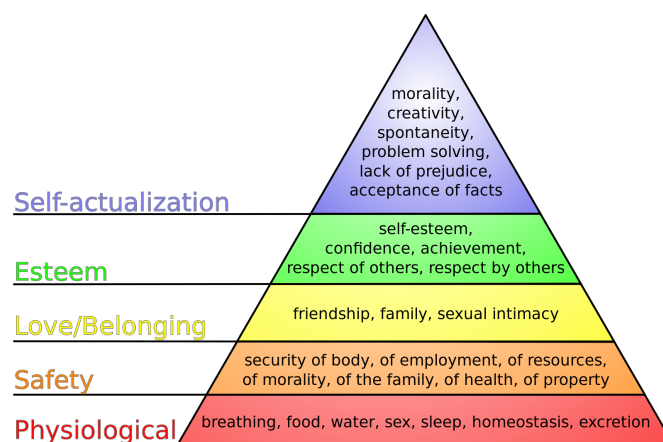 morality,
creativity,
spontaneity,
problem solving,
lack of prejudice,
acceptance of facts
Self-actualization
self-esteem,
confidence, achievement,
respect of others, respect by others
Esteem
friendship, family, sexual intimacy
Love/Belonging
security of body, of employment, of resources,
of morality, of the family, of health, of property
Safety
breathing, food, water, sex, sleep, homeostasis, excretion
Physiological